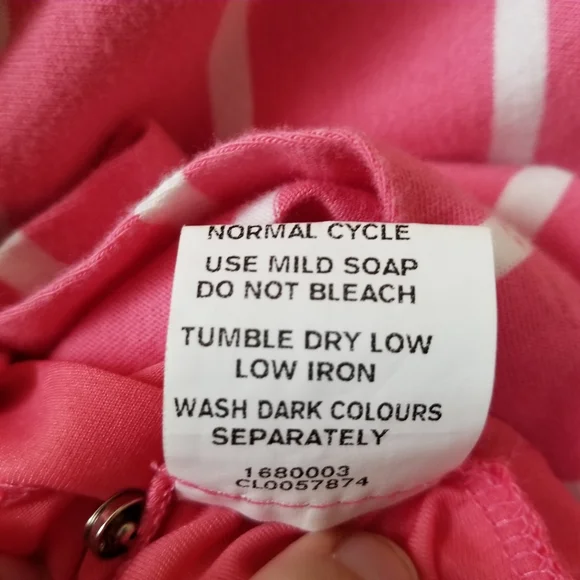 NORMAL CYCLE
USE MILD SOAP
DO NOT BLEACH
TUMBLE DRY LOW
LOW IRON
WASH DARK COLOURS
SEPARATELY
1680003
CL0057874